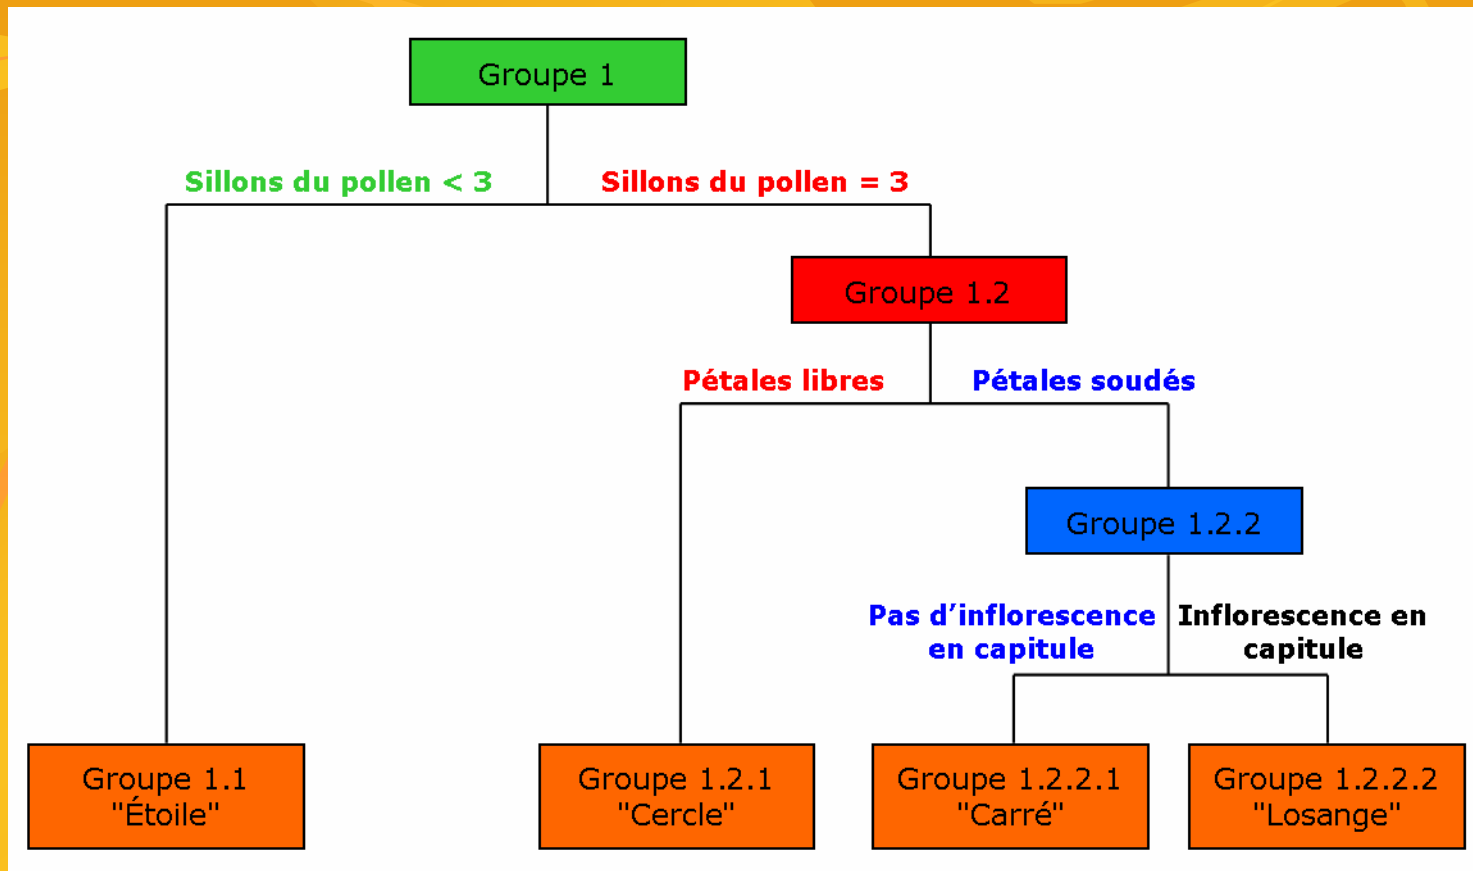 Groupe 1
Sillons du pollen < 3
Sillons du pollen = 3
Groupe 1.2
Pétales libres
Pétales soudés
Groupe 1.2.2
Pas d’inflorescence
en capitule
Inflorescence en
capitule
Groupe 1.1
"Étoile"
Groupe 1.2.1
"Cercle"
Groupe 1.2.2.1
"Carré"
Groupe 1.2.2.2
"Losange"